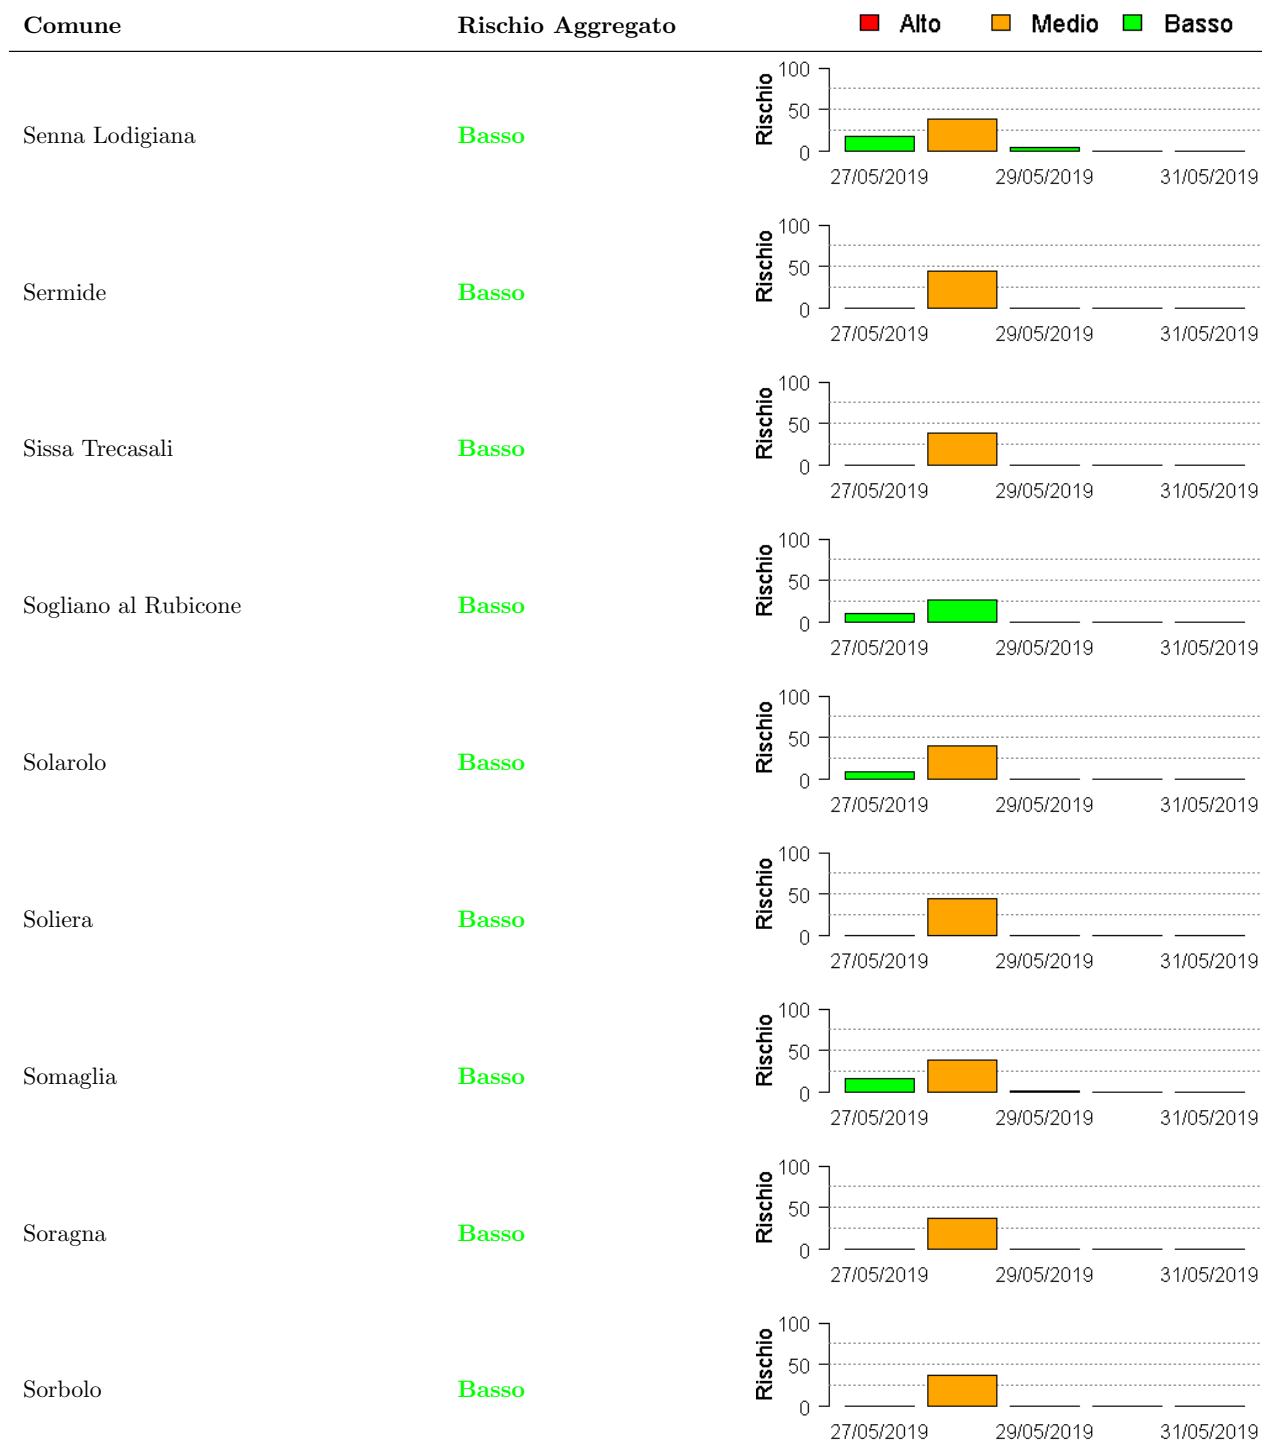 Comune Rischio Aggregato Alto Medio Basso
Senna Lodigiana Basso Rischio 100 50 0
27/05/2019 29/05/2019 31/05/2019
Sermide Basso Rischio 100 50 0
27/05/2019 29/05/2019 31/05/2019
Sissa Trecasali Basso Rischio 100 50 0
27/05/2019 29/05/2019 31/05/2019
Sogliano al Rubicone Basso Rischio 100 50 0
27/05/2019 29/05/2019 31/05/2019
Solarolo Basso Rischio 100 50 0
27/05/2019 29/05/2019 31/05/2019
Soliera Basso Rischio 100 50 0
27/05/2019 29/05/2019 31/05/2019
Somaglia Basso Rischio 100 50 0
27/05/2019 29/05/2019 31/05/2019
Soragna Basso Rischio 100 50 0
27/05/2019 29/05/2019 31/05/2019
Sorbolo Basso Rischio 100 50 0
27/05/2019 29/05/2019 31/05/2019